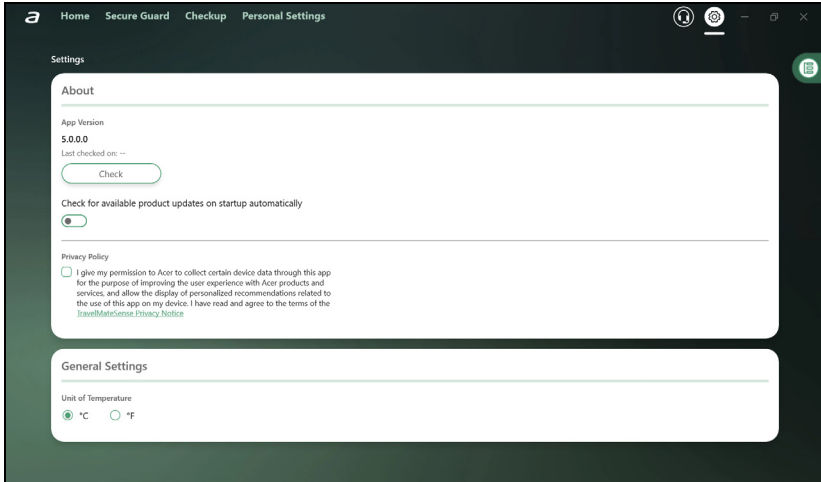 a Home Secure Guard Checkup Personal Settings
Settings
About
App Version
5.0.0.0
Last checked on: --
Check
Check for available product updates on startup automatically
Privacy Policy
I give my permission to Acer to collect certain device data through this app
for the purpose of improving the user experience with Acer products and
services, and allow the display of personalized recommendations related to
the use of this app on my device. I have read and agree to the terms of the
TravelMateSense Privacy Notice
General Settings
Unit of Temperature
°C °F